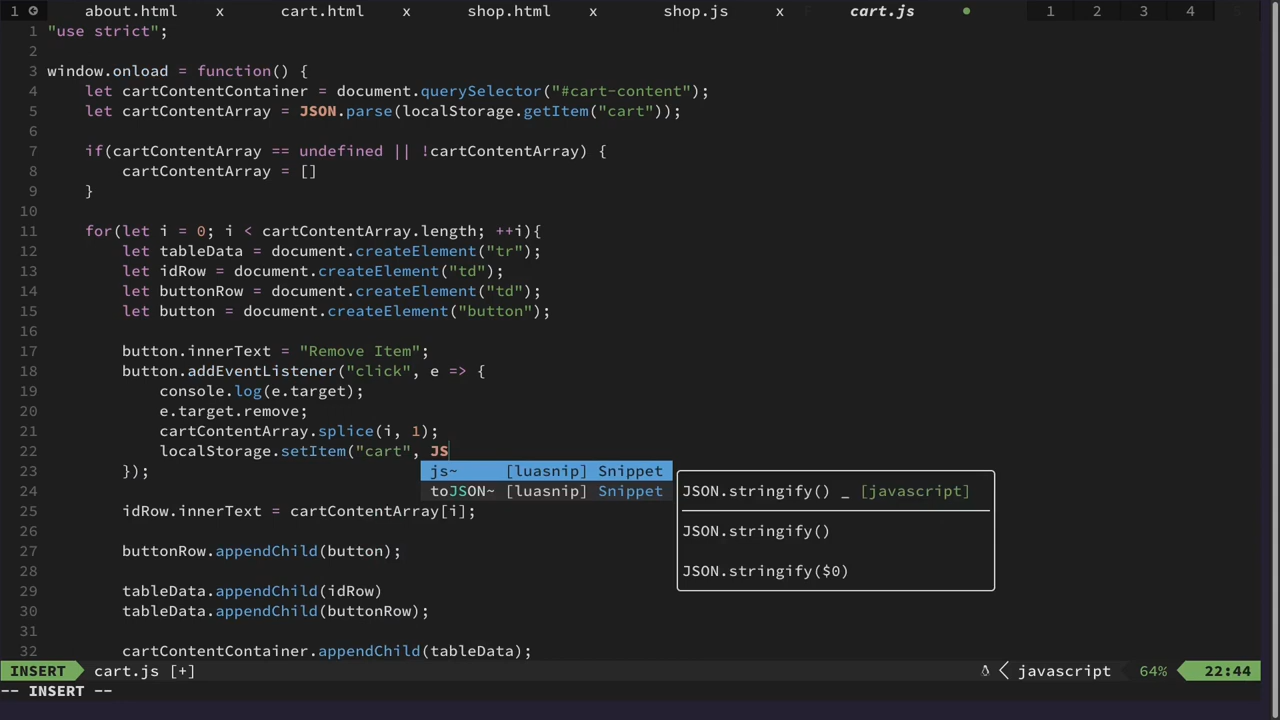 1 about.html x cart.html x shop.html x shop.js x F cart.js ● 1 2 3 4 5
1 "use strict";
2
3 window.onload = function() {
4 let cartContentContainer = document.querySelector("#cart-content");
5 let cartContentArray = JSON.parse(localStorage.getItem("cart"));
6
7 if(cartContentArray == undefined || !cartContentArray) {
8 cartContentArray = []
9 }
10
11 for(let i = 0; i < cartContentArray.length; ++i){
12 let tableData = document.createElement("tr");
13 let idRow = document.createElement("td");
14 let buttonRow = document.createElement("td");
15 let button = document.createElement("button");
16
17 button.innerText = "Remove Item";
18 button.addEventListener("click", e => {
19 console.log(e.target);
20 e.target.remove;
21 cartContentArray.splice(i, 1);
22 localStorage.setItem("cart", JS
23 });
js~ [luasnip] Snippet
24 toJSON~ [luasnip] Snippet
JSON.stringify() _ [javascript]
25 idRow.innerText = cartContentArray[i];
26
JSON.stringify()
27 buttonRow.appendChild(button);
28
JSON.stringify($0)
29 tableData.appendChild(idRow)
30 tableData.appendChild(buttonRow);
31
32 cartContentContainer.appendChild(tableData);
INSERT cart.js [+] javascript 64% 22:44
-- INSERT --